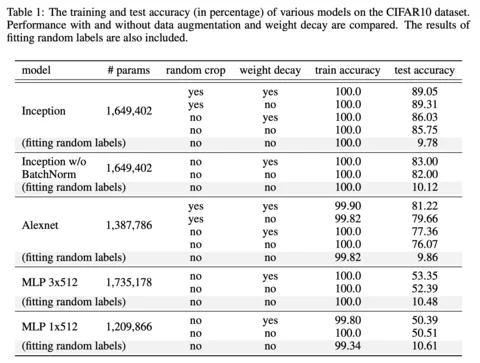 Table 1: The training and test accuracy (in percentage) of various models on the CIFAR10 dataset.
Performance with and without data augmentation and weight decay are compared. The results of
fitting random labels are also included.
model # params random crop weight decay train accuracy test accuracy
yes yes 100.0 89.05
yes no 100.0 89.31
Inception 1,649,402
no yes 100.0 86.03
no no 100.0 85.75
(fitting random labels) no no 100.0 9.78
Inception w/o no yes 100.0 83.00
1,649,402
BatchNorm no no 100.0 82.00
(fitting random labels) no no 100.0 10.12
yes yes 99.90 81.22
yes no 99.82 79.66
Alexnet 1,387,786
no yes 100.0 77.36
no no 100.0 76.07
(fitting random labels) no no 99.82 9.86
no yes 100.0 53.35
MLP 3x512 1,735,178
no no 100.0 52.39
(fitting random labels) no no 100.0 10.48
no yes 99.80 50.39
MLP 1x512 1,209,866
no no 100.0 50.51
(fitting random labels) no no 99.34 10.61